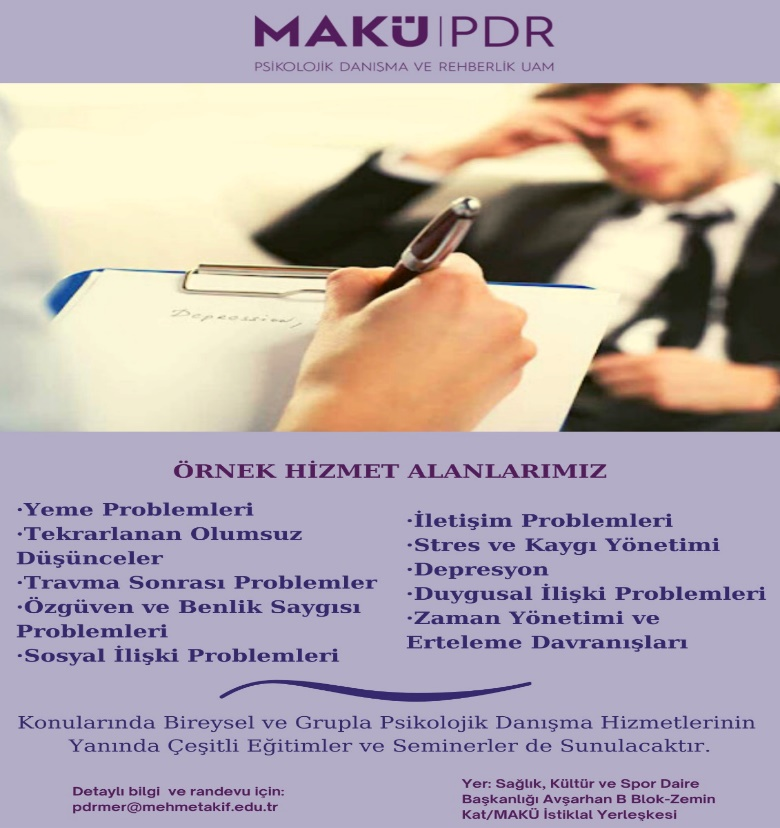 MAKÜ|PDR
PSİKOLOJİK DANIŞMA VE REHBERLİK UAM
Depression,
ÖRNEK HİZMET ALANLARIMIZ
·Yeme Problemleri
·Tekrarlanan Olumsuz
Düşünceler
·Travma Sonrası Problemler
·Özgüven ve Benlik Saygısı
Problemleri
·Sosyal İlişki Problemleri
·İletişim Problemleri
·Stres ve Kaygı Yönetimi
·Depresyon
·Duygusal İlişki Problemleri
·Zaman Yönetimi ve
Erteleme Davranışları
Konularında Bireysel ve Grupla Psikolojik Danışma Hizmetlerinin
Yanında Çeşitli Eğitimler ve Seminerler de Sunulacaktır.
Detaylı bilgi ve randevu için:
pdrmer@mehmetakif.edu.tr
Yer: Sağlık, Kültür ve Spor Daire
Başkanlığı Avşarhan B Blok-Zemin
Kat/MAKÜ İstiklal Yerleşkesi